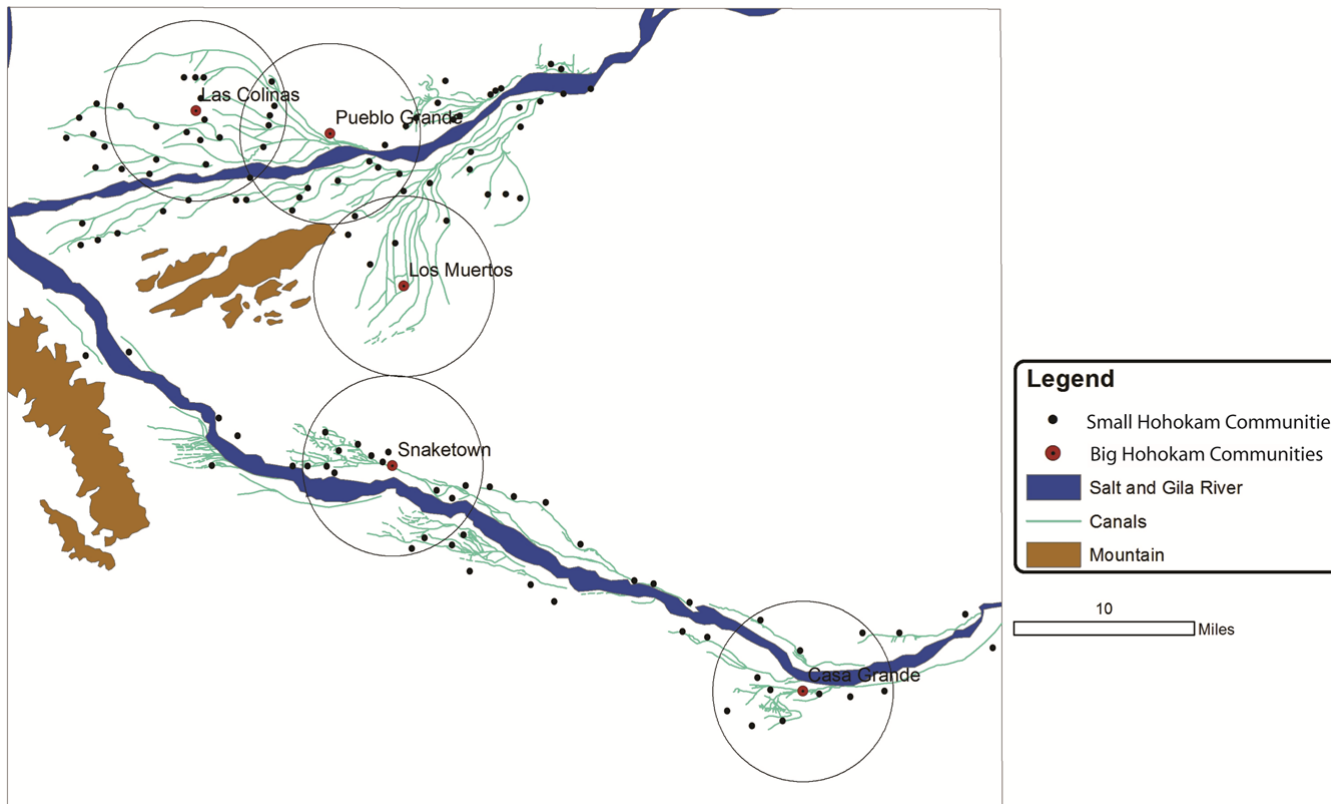 Las Colinas
Pueblo Grande
Los Muertos
Snaketown
Casa Grande
Legend
Small Hohokam Communitie
Big Hohokam Communities
Salt and Gila River
Canals
Mountain
10
Miles